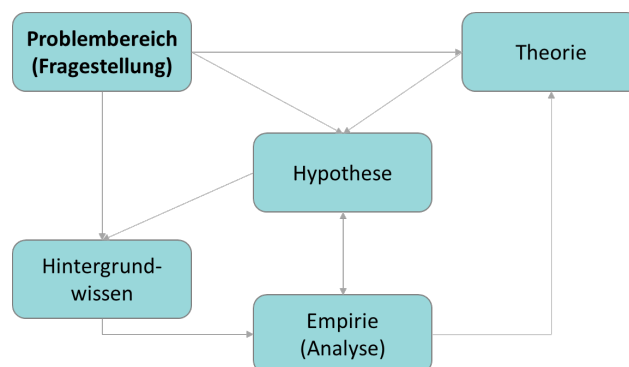 Problembereich
(Fragestellung)
Theorie
Hypothese
Hintergrund-
wissen
Empirie
(Analyse)